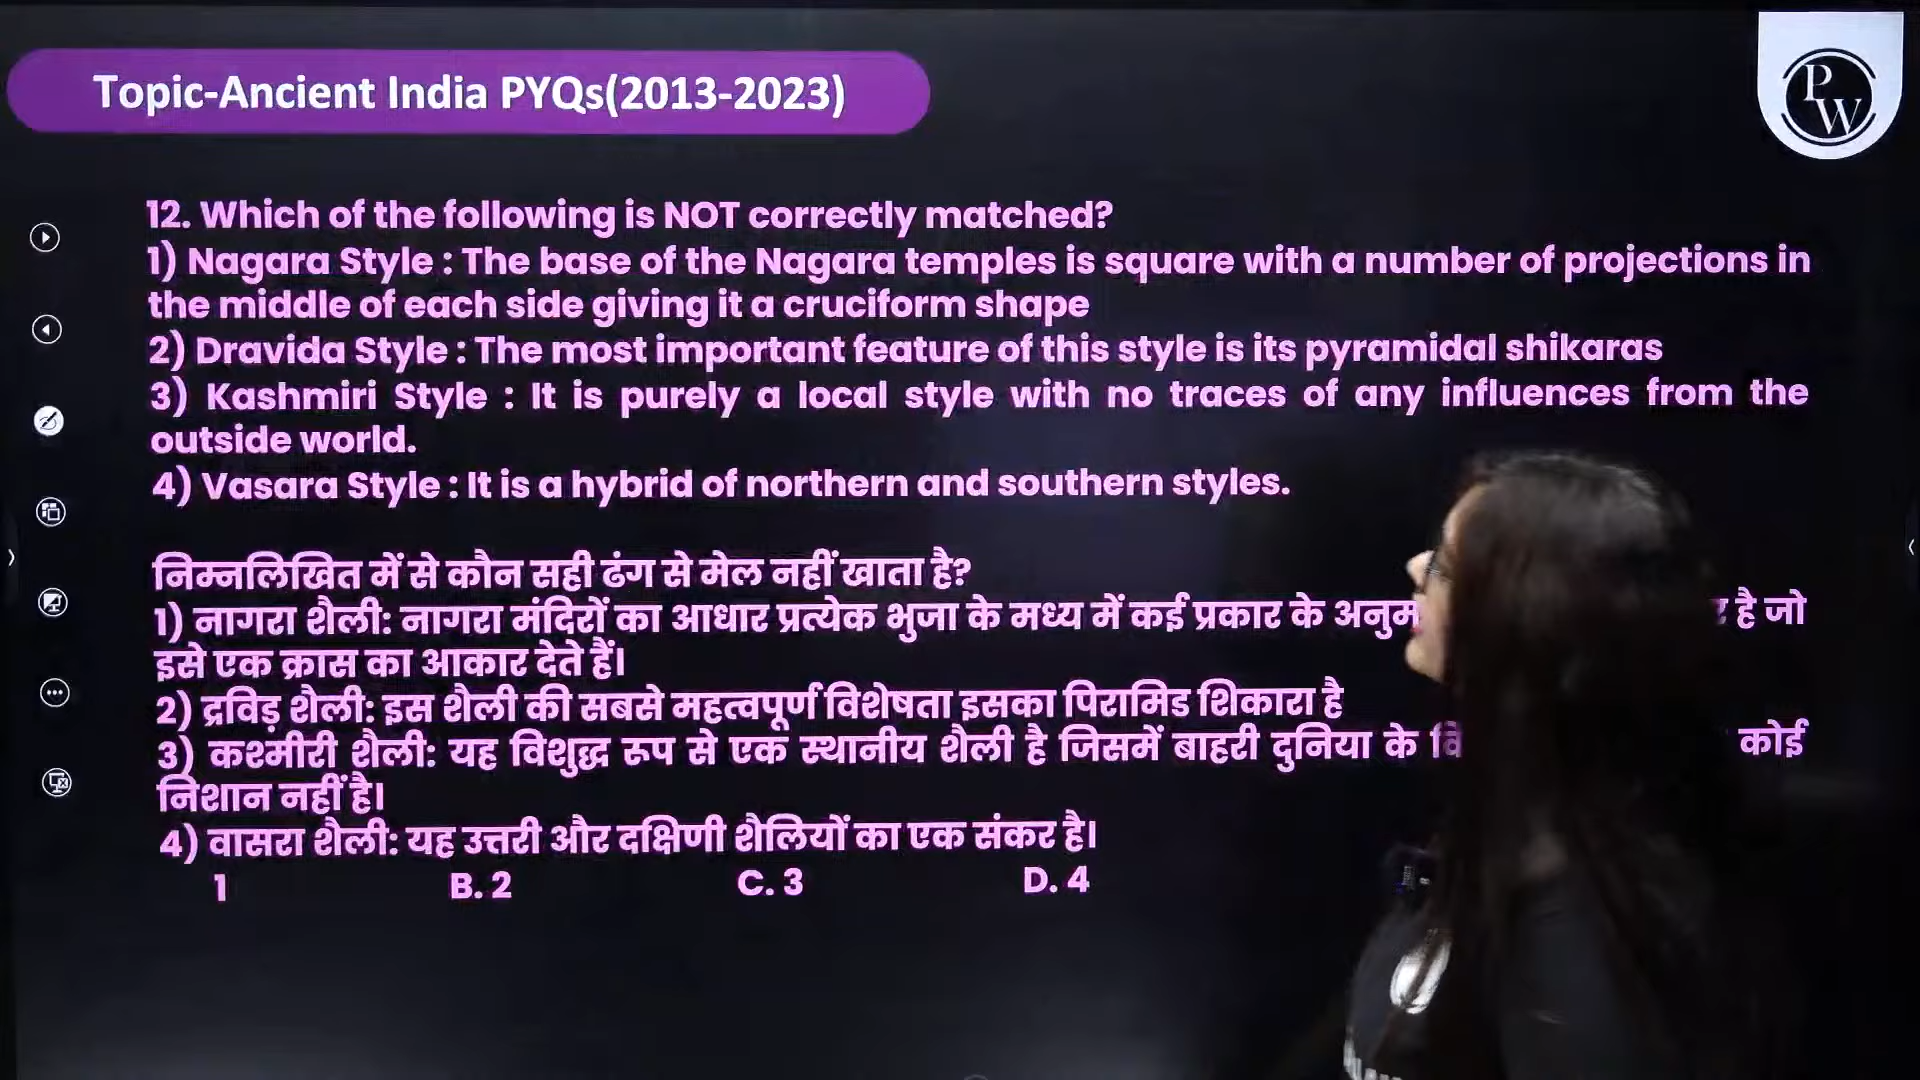 Topic-Ancient India PYQs(2013-2023)
P
W
12. Which of the following is NOT correctly matched?
1) Nagara Style : The base of the Nagara temples is square with a number of projections in
the middle of each side giving it a cruciform shape
2) Dravida Style : The most important feature of this style is its pyramidal shikaras
3) Kashmiri Style : It is purely a local style with no traces of any influences from the
outside world.
4) Vasara Style : It is a hybrid of northern and southern styles.
निम्नलिखित में से कौन सही ढंग से मेल नहीं खाता है?
1) नागरा शैली: नागरा मंदिरों का आधार प्रत्येक भुजा के मध्य में कई प्रकार के है जो
इसे एक क्रास का आकार देते हैं।
2) द्रविड़ शैली: इस शैली की सबसे महत्वपूर्ण विशेषता इसका पिरामिड शिकारा है
3) कश्मीरी शैली: यह विशुद्ध रूप से एक स्थानीय शैली है जिसमें बाहरी दुनिया के कोई
निशान नहीं है।
4) वासरा शैली: यह उत्तरी और दक्षिणी शैलियों का एक संकर है।
1 B. 2 C. 3 D. 4